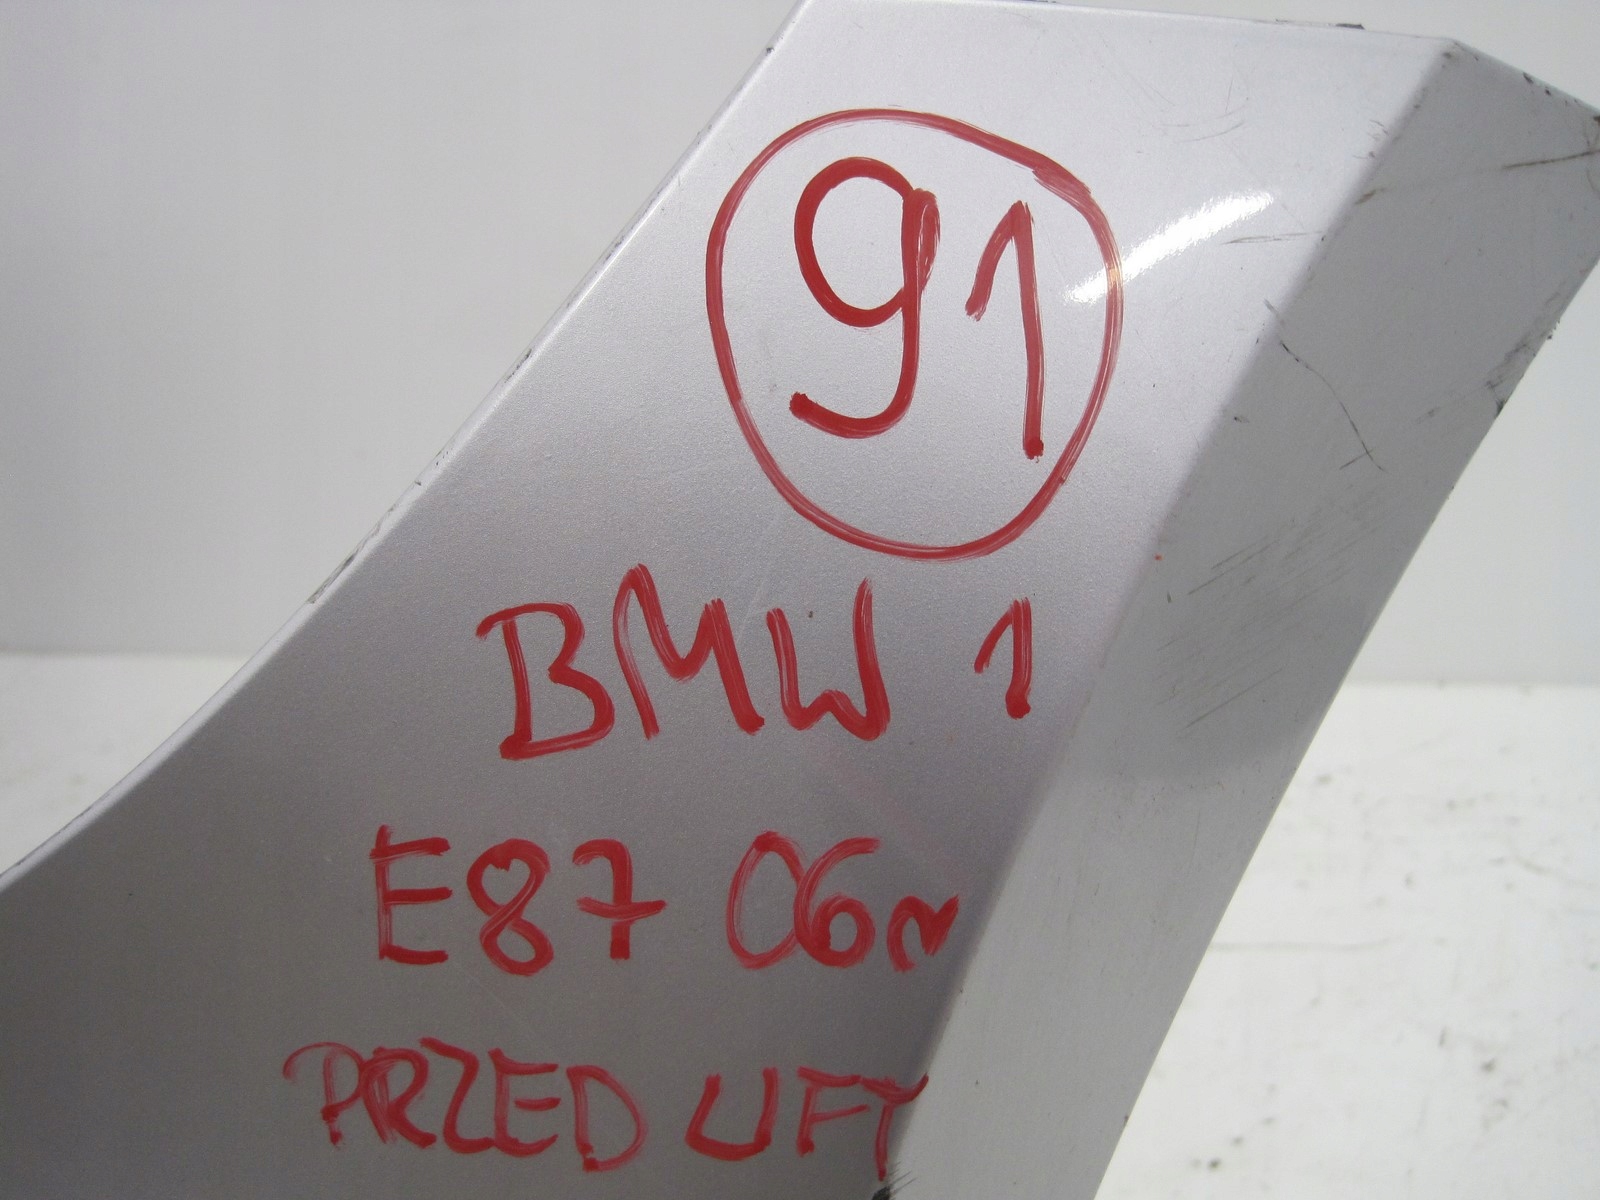 91
BMW 1
E87 06r
PRZED LIFT